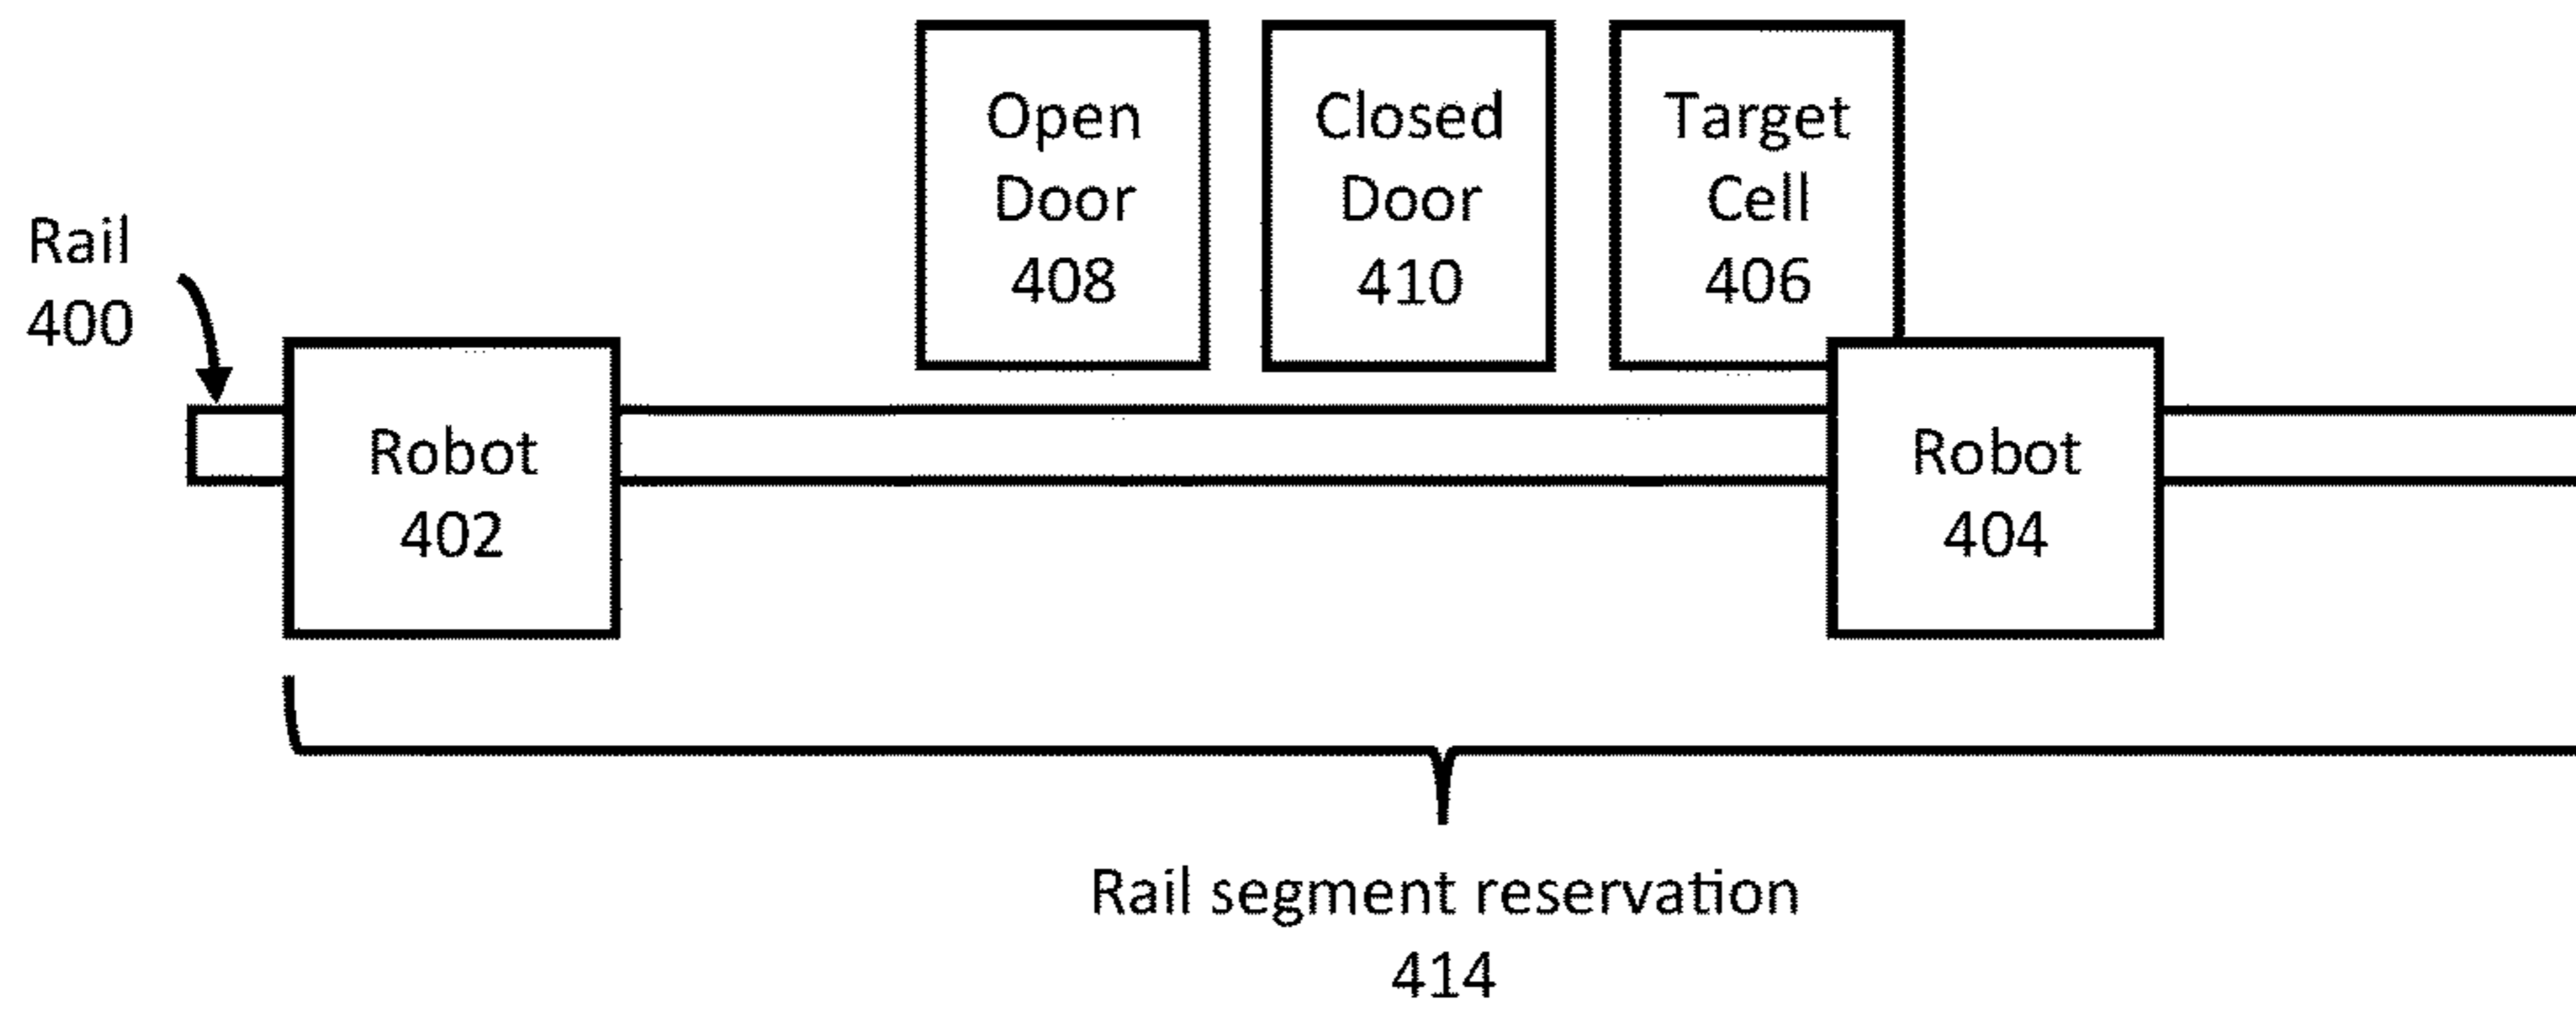 Open
Door
408
Closed
Door
410
Target
Cell
406
Rail
400
Robot
402
Robot
404
Rail segment reservation
414